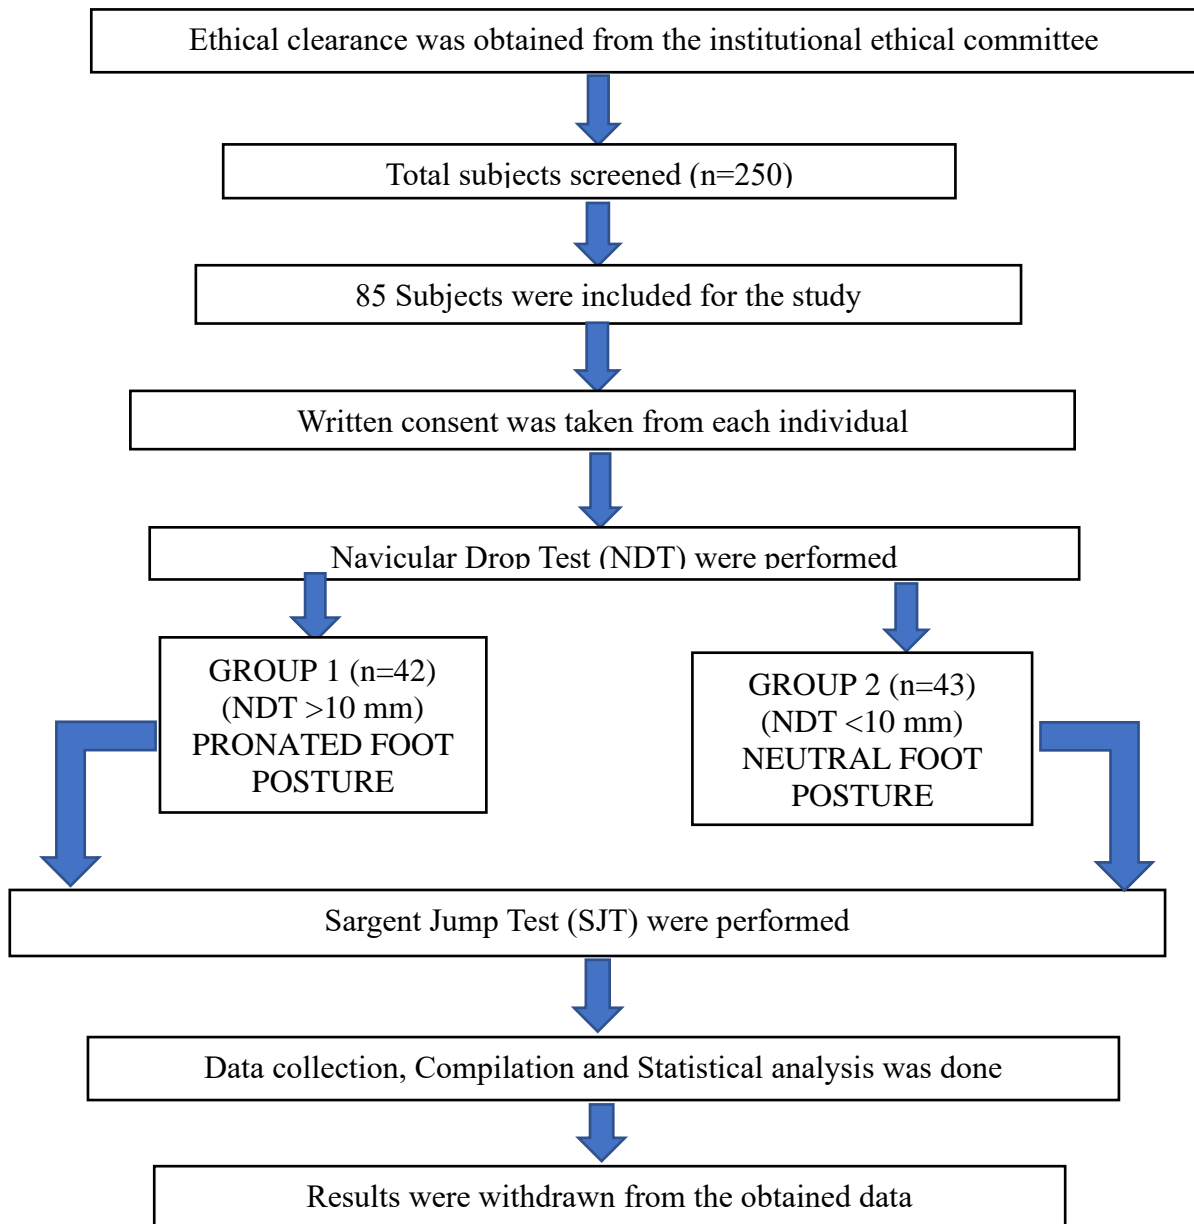 Ethical clearance was obtained from the institutional ethical committee
Total subjects screened (n=250)
85 Subjects were included for the study
Written consent was taken from each individual
Navicular Drop Test (NDT) were performed
GROUP 1 (n=42)
(NDT >10 mm)
PRONATED FOOT
POSTURE
GROUP 2 (n=43)
(NDT <10 mm)
NEUTRAL FOOT
POSTURE
Sargent Jump Test (SJT) were performed
Data collection, Compilation and Statistical analysis was done
Results were withdrawn from the obtained data